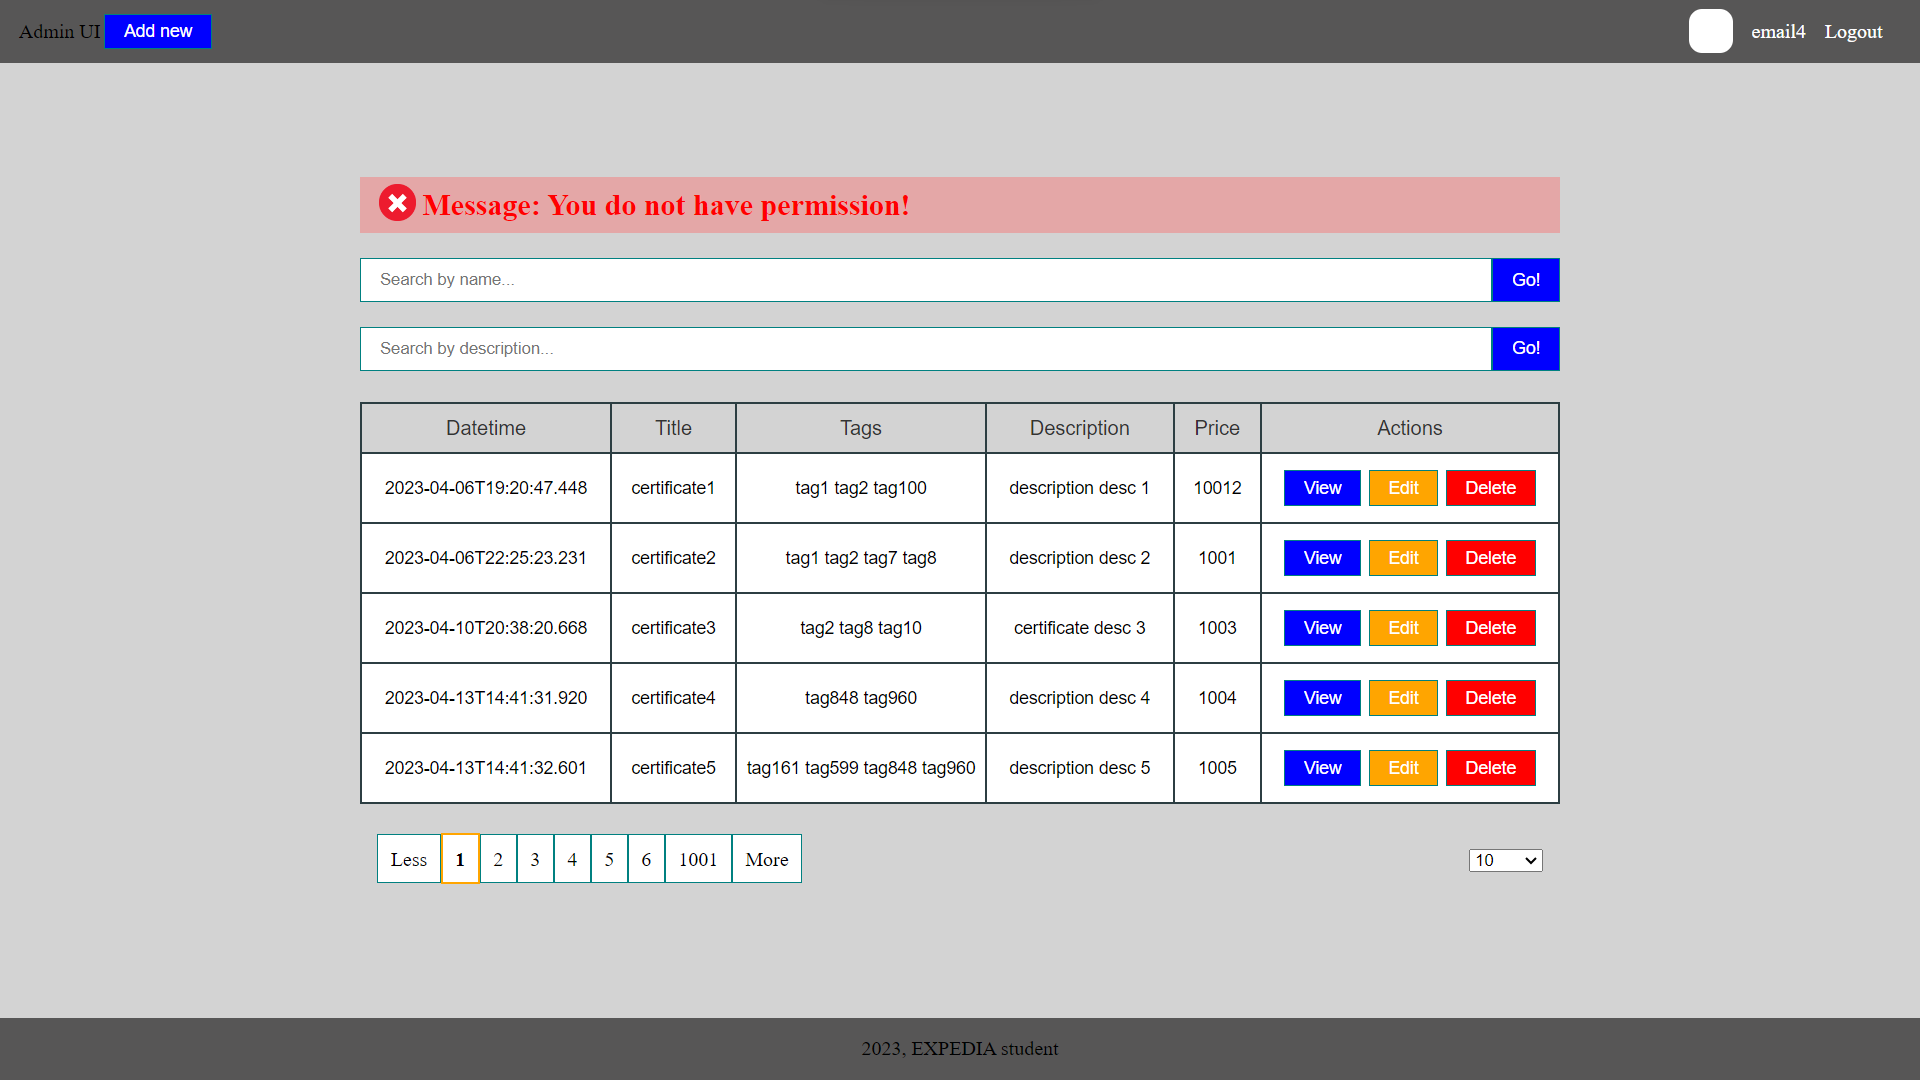 Admin UI Add new email4 Logout
Message: You do not have permission!
Search by name... Go!
Search by description... Go!
Datetime Title Tags Description Price Actions
2023-04-06T19:20:47.448 certificate1 tag1 tag2 tag100 description desc 1 10012 View Edit Delete
2023-04-06T22:25:23.231 certificate2 tag1 tag2 tag7 tag8 description desc 2 1001 View Edit Delete
2023-04-10T20:38:20.668 certificate3 tag2 tag8 tag10 certificate desc 3 1003 View Edit Delete
2023-04-13T14:41:31.920 certificate4 tag848 tag960 description desc 4 1004 View Edit Delete
2023-04-13T14:41:32.601 certificate5 tag161 tag599 tag848 tag960 description desc 5 1005 View Edit Delete
Less 1 2 3 4 5 6 1001 More 10
2023, EXPEDIA student